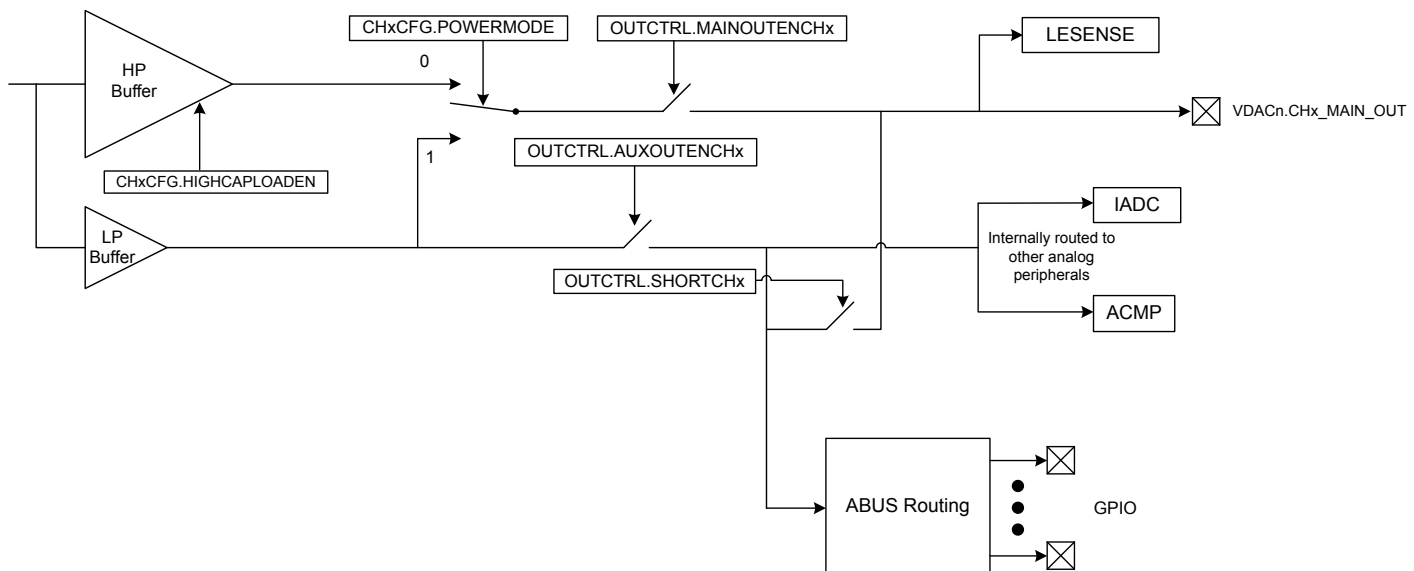 CHxCFG.POWERMODE
OUTCTRL.MAINOUTENCHx
LESENSE
0
HP
Buffer
VDACn.CHx_MAIN_OUT
1
OUTCTRL.AUXOUTENCHx
CHxCFG.HIGHCAPLOADEN
IADC
LP
Buffer
Internally routed to
other analog
peripherals
OUTCTRL.SHORTCHx
ACMP
ABUS Routing
GPIO